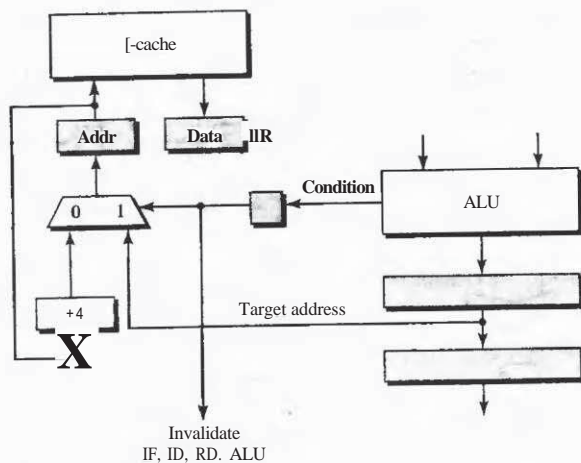 [-cache
Addr
Data llR
Condition
0 1
ALU
+4
X
Target address
Invalidate
IF, ID, RD. ALU